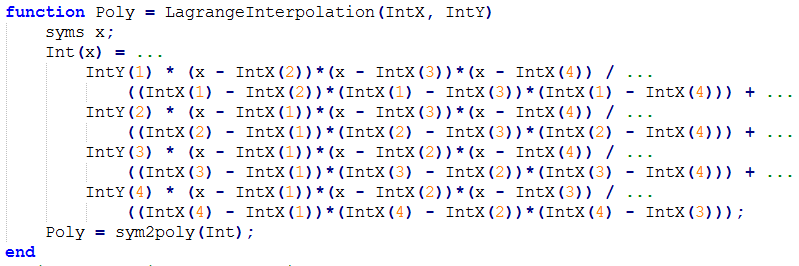 function Poly = LagrangeInterpolation(IntX, IntY)
syms x;
Int(x) = ...
IntY(1) * (x - IntX(2))*(x - IntX(3))*(x - IntX(4)) / ...
((IntX(1) - IntX(2))*(IntX(1) - IntX(3))*(IntX(1) - IntX(4))) + ...
IntY(2) * (x - IntX(1))*(x - IntX(3))*(x - IntX(4)) / ...
((IntX(2) - IntX(1))*(IntX(2) - IntX(3))*(IntX(2) - IntX(4))) + ...
IntY(3) * (x - IntX(1))*(x - IntX(2))*(x - IntX(4)) / ...
((IntX(3) - IntX(1))*(IntX(3) - IntX(2))*(IntX(3) - IntX(4))) + ...
IntY(4) * (x - IntX(1))*(x - IntX(2))*(x - IntX(3)) / ...
((IntX(4) - IntX(1))*(IntX(4) - IntX(2))*(IntX(4) - IntX(3)));
Poly = sym2poly(Int);
end